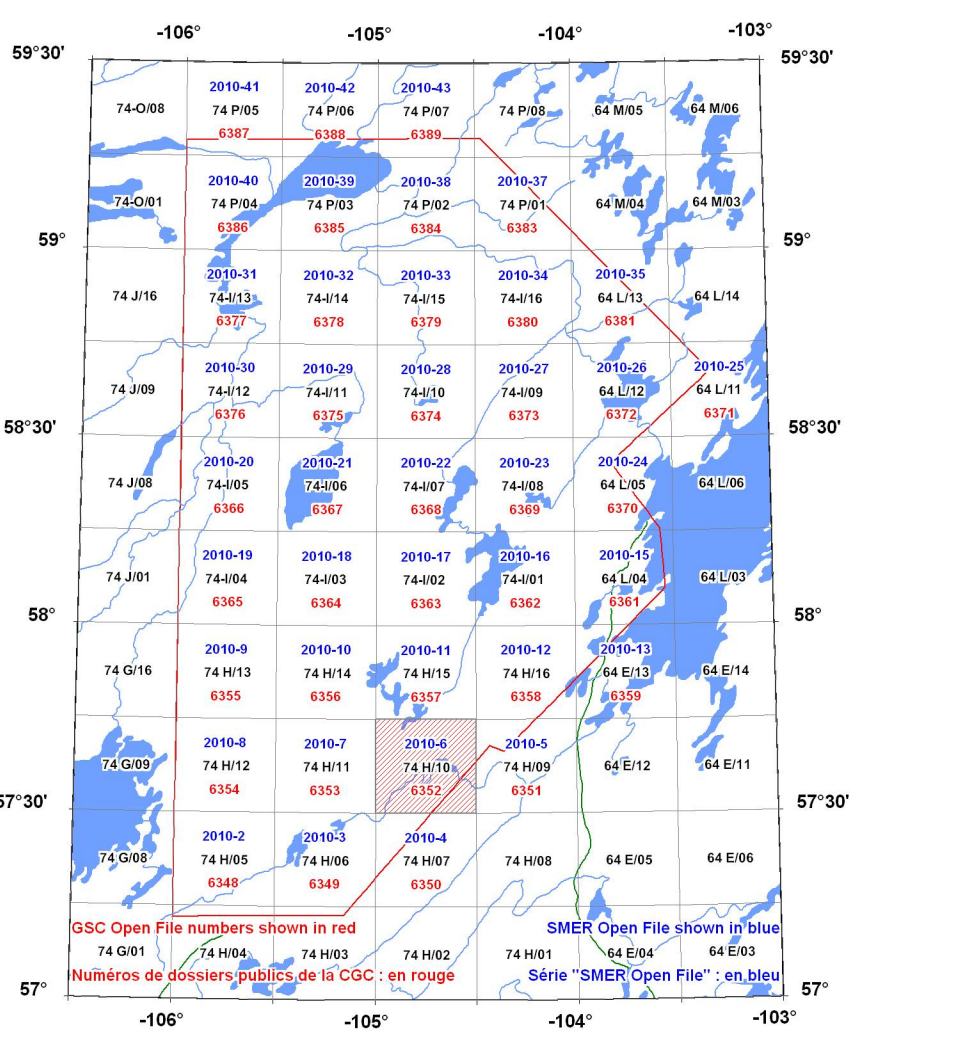 -106° -105° -104° -103°
59°30' 59°30'
2010-41 2010-42 2010-43
74-O/08 74 P/05 74 P/06 74 P/07 74 P/08 64 M/05 64 M/06
6387 6388 6389
2010-40 2010-39 2010-38 2010-37
74-O/01 74 P/04 74 P/03 74 P/02 74 P/01 64 M/04 64 M/03
6386 6385 6384 6383
59° 59°
2010-31 2010-32 2010-33 2010-34 2010-35
74 J/16 74-I/13 74-I/14 74-I/15 74-I/16 64 L/13 64 L/14
6377 6378 6379 6380 6381
2010-30 2010-29 2010-28 2010-27 2010-26 2010-25
74 J/09 74-I/12 74-I/11 74-I/10 74-I/09 64 L/12 64 L/11
6376 6375 6374 6373 6372 6371
58°30' 58°30'
2010-20 2010-21 2010-22 2010-23 2010-24
74 J/08 74-I/05 74-I/06 74-I/07 74-I/08 64 L/05 64 L/06
6366 6367 6368 6369 6370
2010-19 2010-18 2010-17 2010-16 2010-15
74 J/01 74-I/04 74-I/03 74-I/02 74-I/01 64 L/04 64 L/03
6365 6364 6363 6362 6361
58° 58°
2010-9 2010-10 2010-11 2010-12 2010-13
74 G/16 74 H/13 74 H/14 74 H/15 74 H/16 64 E/13 64 E/14
6355 6356 6357 6358 6359
2010-8 2010-7 2010-6 2010-5
74 G/09 74 H/12 74 H/11 74 H/10 74 H/09 64 E/12 64 E/11
6354 6353 6352 6351
57°30' 57°30'
2010-2 2010-3 2010-4
74 G/08 74 H/05 74 H/06 74 H/07 74 H/08 64 E/05 64 E/06
6348 6349 6350
GSC Open File numbers shown in red SMER Open File shown in blue
74 G/01 74 H/04 74 H/03 74 H/02 74 H/01 64 E/04 64 E/03
Numéros de dossiers publics de la CGC : en rouge Série "SMER Open File" : en bleu
57° 57°
-106° -105° -104° -103°